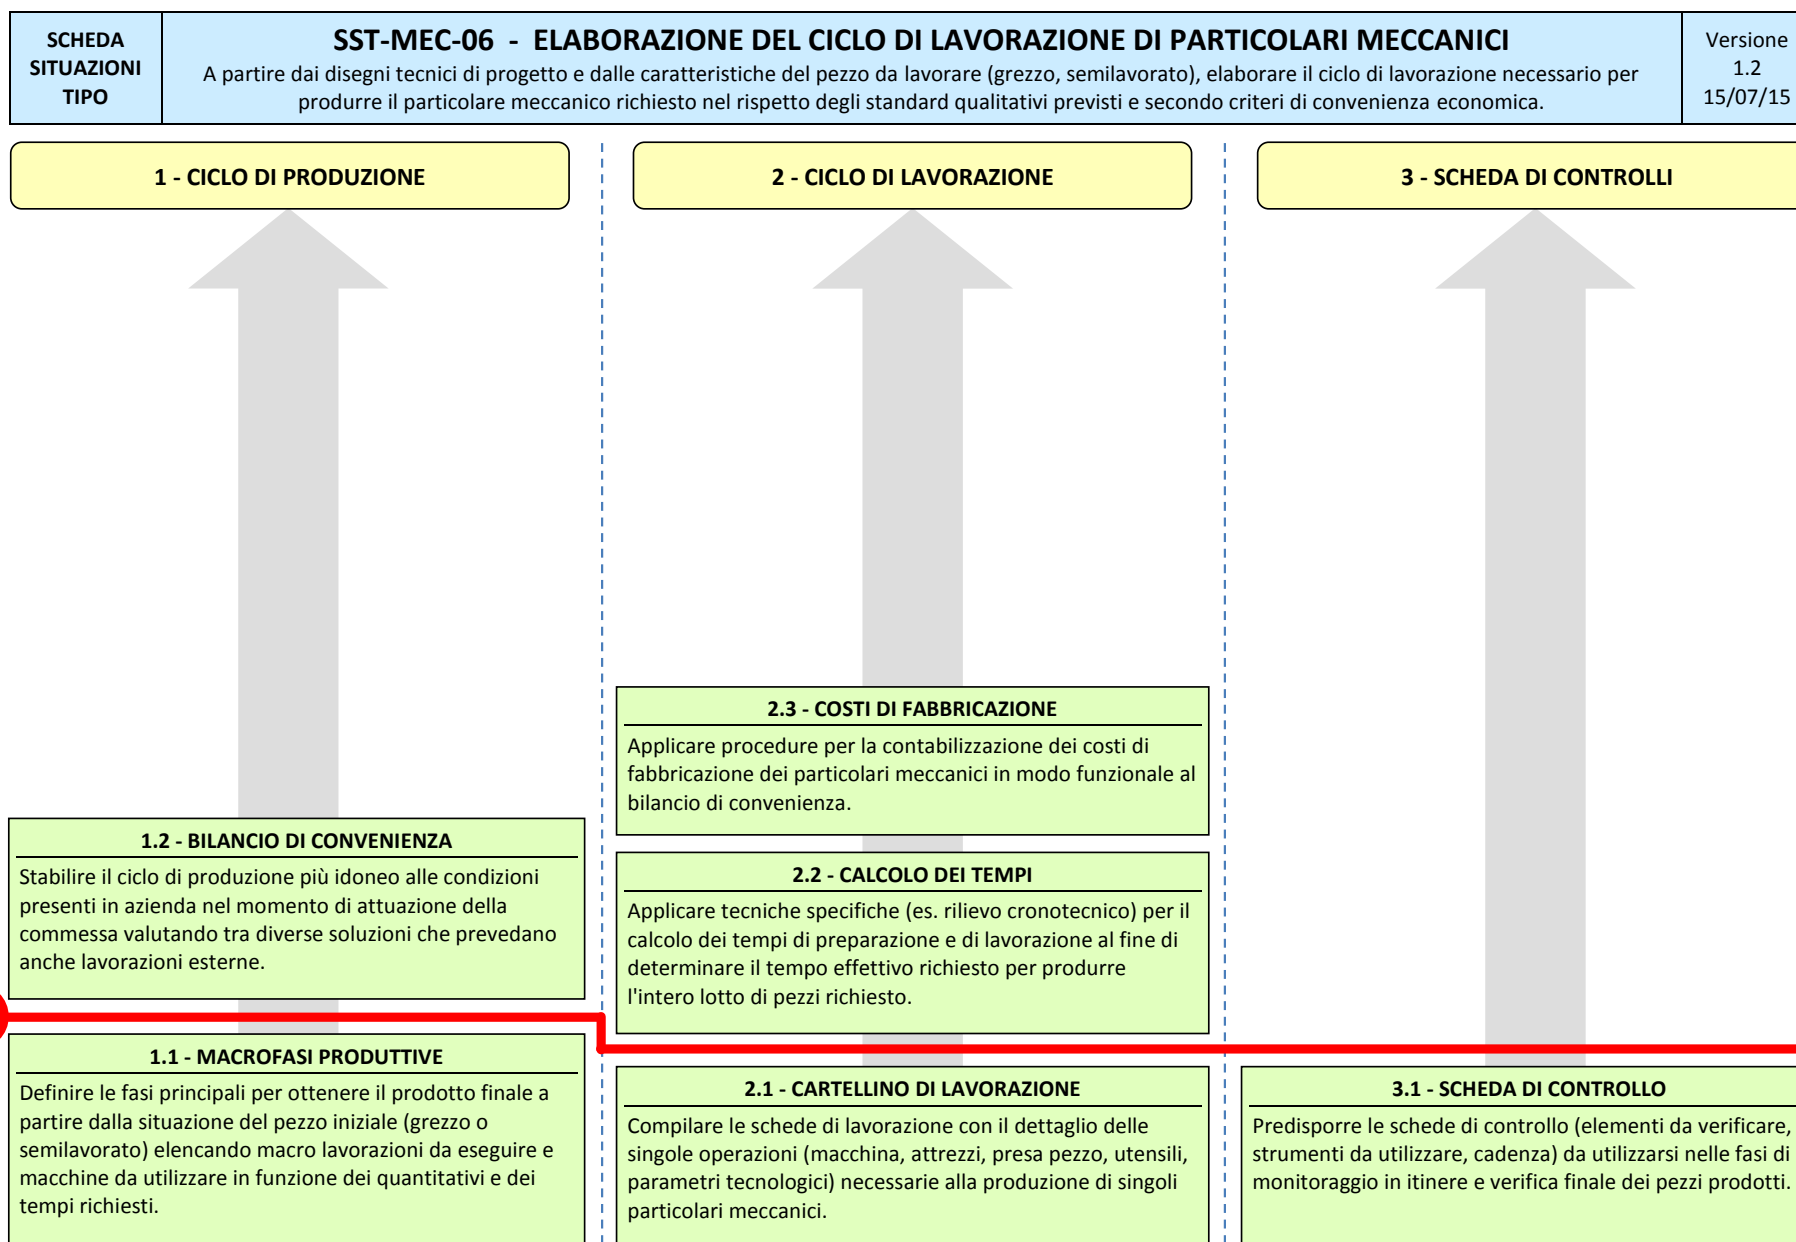 SCHEDA
SITUAZIONI
TIPO
SST-MEC-06 - ELABORAZIONE DEL CICLO DI LAVORAZIONE DI PARTICOLARI MECCANICI
A partire dai disegni tecnici di progetto e dalle caratteristiche del pezzo da lavorare (grezzo, semilavorato), elaborare il ciclo di lavorazione necessario per
produrre il particolare meccanico richiesto nel rispetto degli standard qualitativi previsti e secondo criteri di convenienza economica.
Versione
1.2
15/07/15
1 - CICLO DI PRODUZIONE
2 - CICLO DI LAVORAZIONE
3 - SCHEDA DI CONTROLLI
1.2 - BILANCIO DI CONVENIENZA
Stabilire il ciclo di produzione più idoneo alle condizioni
presenti in azienda nel momento di attuazione della
commessa valutando tra diverse soluzioni che prevedano
anche lavorazioni esterne.
1.1 - MACROFASI PRODUTTIVE
Definire le fasi principali per ottenere il prodotto finale a
partire dalla situazione del pezzo iniziale (grezzo o
semilavorato) elencando macro lavorazioni da eseguire e
macchine da utilizzare in funzione dei quantitativi e dei
tempi richiesti.
2.3 - COSTI DI FABBRICAZIONE
Applicare procedure per la contabilizzazione dei costi di
fabbricazione dei particolari meccanici in modo funzionale al
bilancio di convenienza.
2.2 - CALCOLO DEI TEMPI
Applicare tecniche specifiche (es. rilievo cronotecnico) per il
calcolo dei tempi di preparazione e di lavorazione al fine di
determinare il tempo effettivo richiesto per produrre
l'intero lotto di pezzi richiesto.
2.1 - CARTELLINO DI LAVORAZIONE
Compilare le schede di lavorazione con il dettaglio delle
singole operazioni (macchina, attrezzi, presa pezzo, utensili,
parametri tecnologici) necessarie alla produzione di singoli
particolari meccanici.
3.1 - SCHEDA DI CONTROLLO
Predisporre le schede di controllo (elementi da verificare,
strumenti da utilizzare, cadenza) da utilizzarsi nelle fasi di
monitoraggio in itinere e verifica finale dei pezzi prodotti.